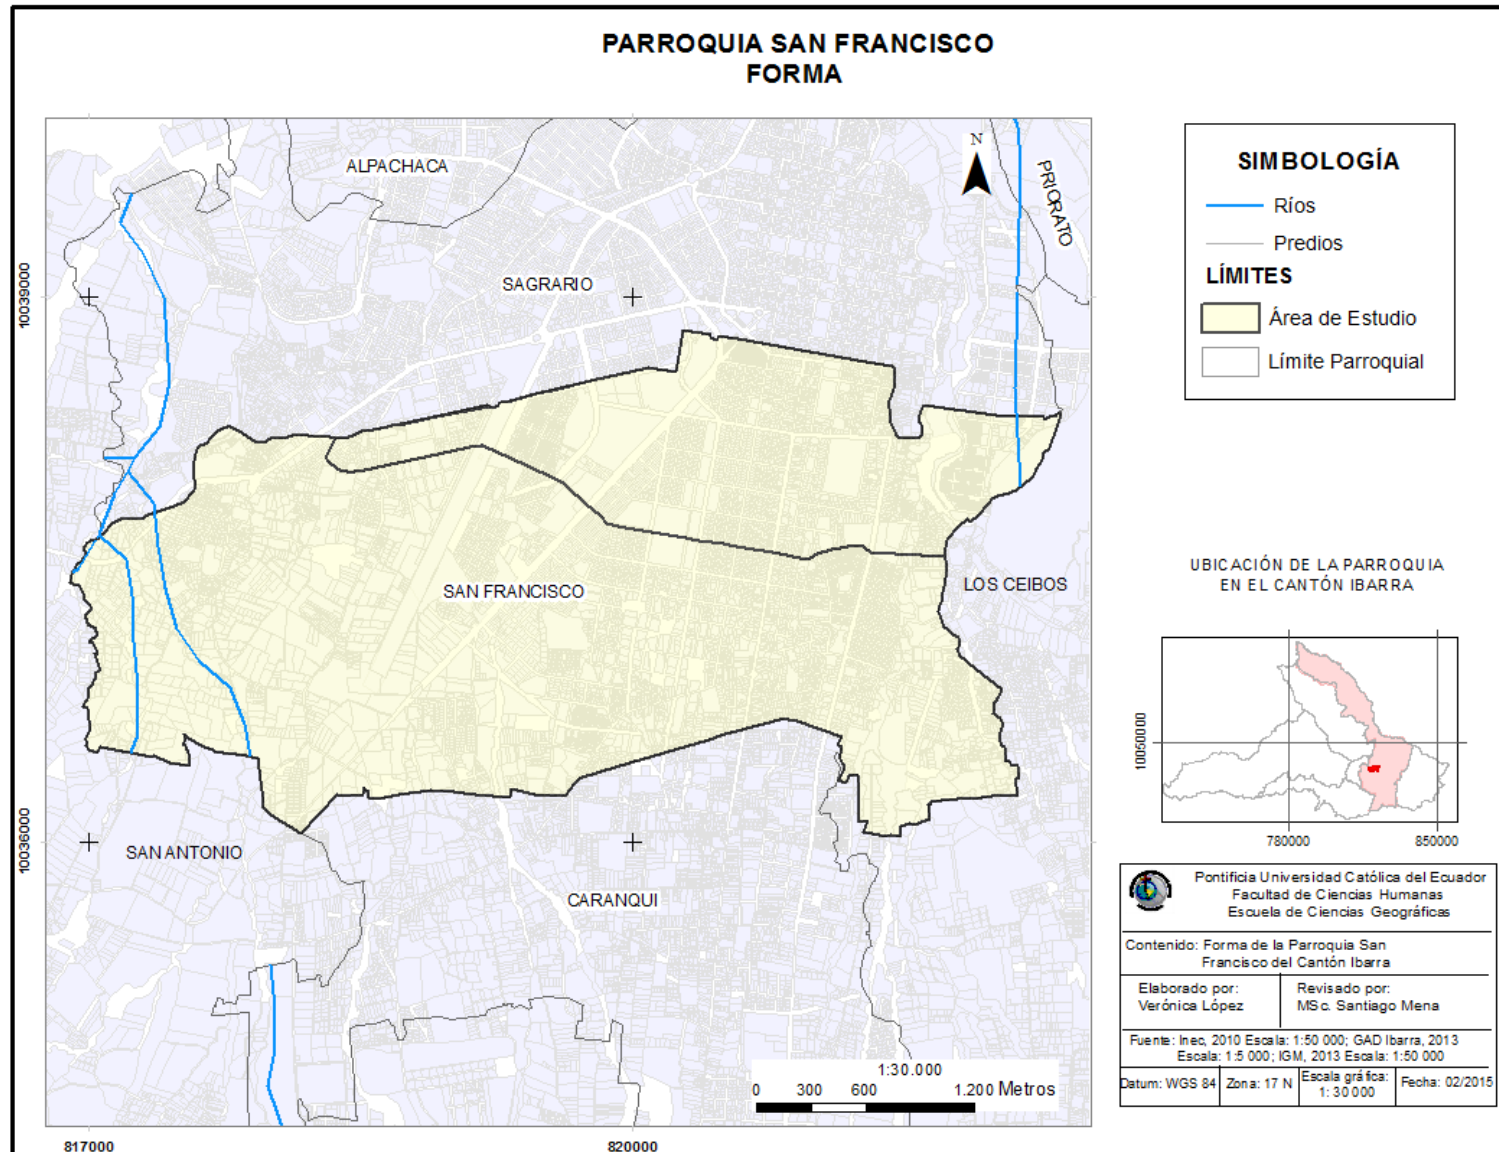 PARROQUIA SAN FRANCISCO
FORMA
ALPACHACA
N
PRIORATO
SAGRARIO
SAN FRANCISCO
LOS CEIBOS
SAN ANTONIO
CARANQUI
10039000
10036000
817000
820000
1:30.000
0 300 600 1.200 Metros
SIMBOLOGÍA
Ríos
Predios
LÍMITES
Área de Estudio
Límite Parroquial
UBICACIÓN DE LA PARROQUIA
EN EL CANTÓN IBARRA
10050000
780000 850000
Pontificia Universidad Católica del Ecuador
Facultad de Ciencias Humanas
Escuela de Ciencias Geográficas
Contenido: Forma de la Parroquia San
Francisco del Cantón Ibarra
Elaborado por:
Verónica López
Revisado por:
MSc. Santiago Mena
Fuente: Inec, 2010 Escala: 1:50 000; GAD Ibarra, 2013
Escala: 1:5 000; IGM, 2013 Escala: 1:50 000
Datum: WGS 84
Zona: 17 N
Escala gráfica:
1: 30 000
Fecha: 02/2015